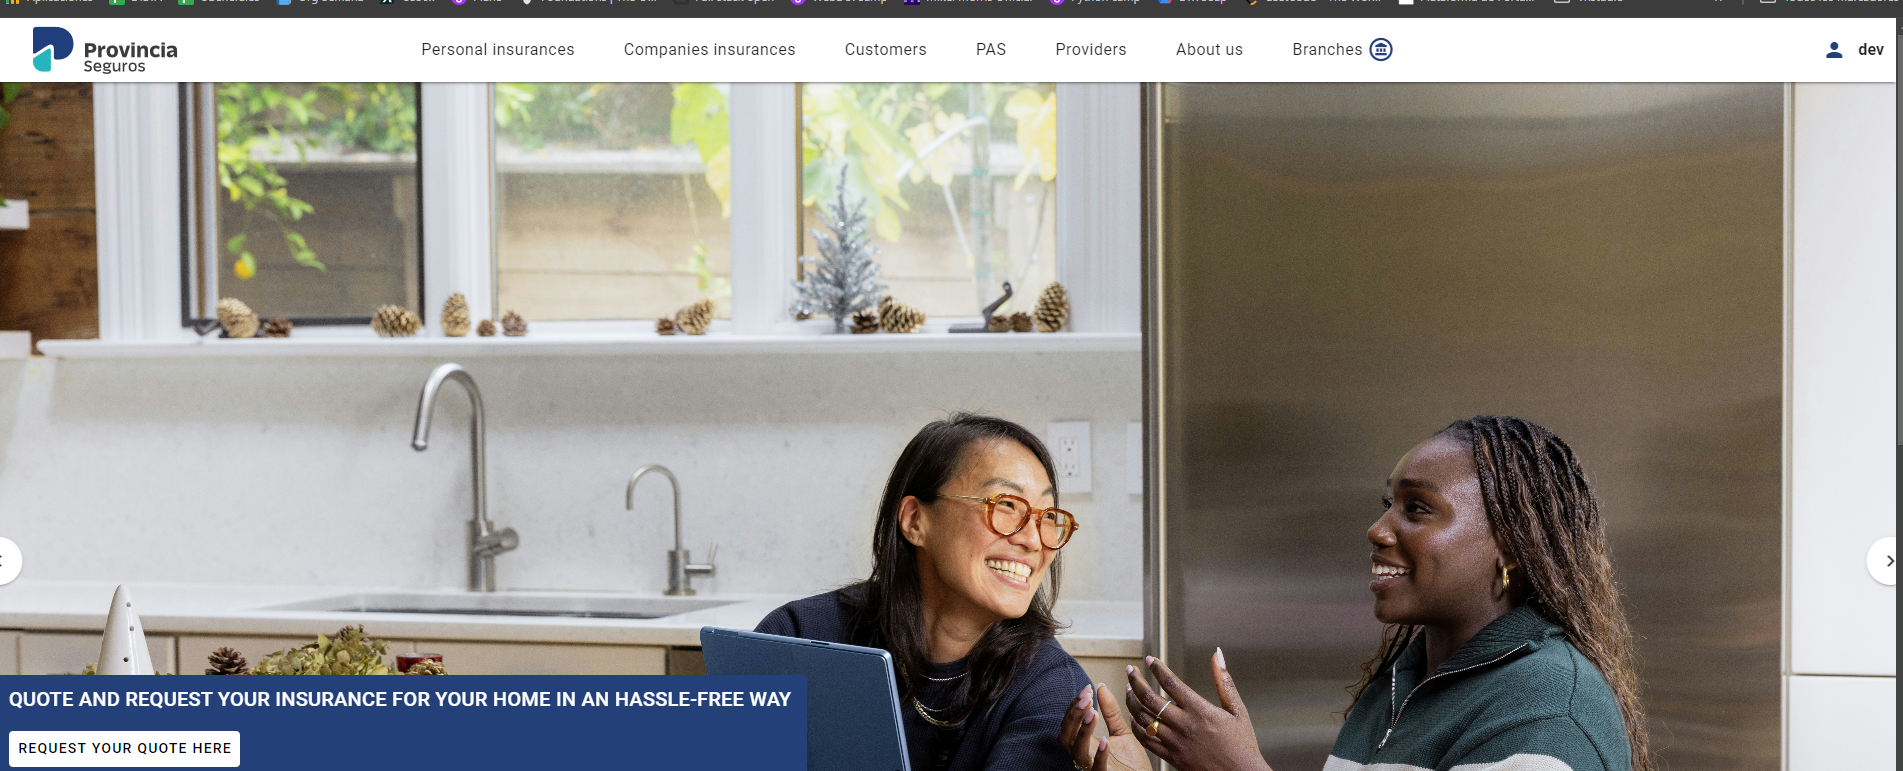 Provincia
Seguros
Personal insurances
Companies insurances
Customers
PAS
Providers
About us
Branches
dev
QUOTE AND REQUEST YOUR INSURANCE FOR YOUR HOME IN AN HASSLE-FREE WAY
REQUEST YOUR QUOTE HERE